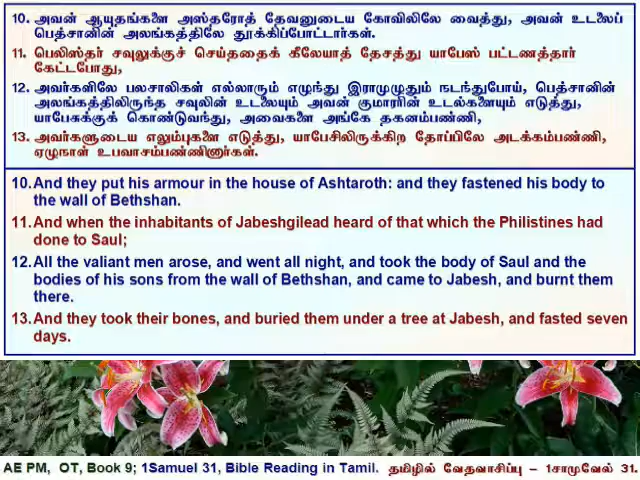 10. அவன் ஆயுதங்களை அஸ்தரோத் தேவனுடைய கோவிலிலே வைத்து, அவன் உடலைப்
பெத்சானின் அலங்கத்திலே தூக்கிப்போட்டார்கள்.
11. பெலிஸ்தர் சவுலுக்குச் செய்ததைக் கீலேயாத் தேசத்து யாபேஸ் பட்டணத்தார்
கேட்டபோது,
12. அவர்களிலே பலசாலிகள் எல்லாரும் எழுந்து இராமுழுதும் நடந்துபோய், பெத்சானின்
அலங்கத்திலிருந்த சவுலின் உடலையும் அவன் குமாரரின் உடல்களையும் எடுத்து,
யாபேசுக்குக் கொண்டுவந்து, அவைகளை அங்கே தகனம்பண்ணி,
13. அவர்களுடைய எலும்புகளை எடுத்து, யாபேசிலிருக்கிற தோப்பிலே அடக்கம்பண்ணி,
ஏழுநாள் உபவாசம்பண்ணினார்கள்.
10. And they put his armour in the house of Ashtaroth: and they fastened his body to
the wall of Bethshan.
11. And when the inhabitants of Jabeshgilead heard of that which the Philistines had
done to Saul;
12. All the valiant men arose, and went all night, and took the body of Saul and the
bodies of his sons from the wall of Bethshan, and came to Jabesh, and burnt them
there.
13. And they took their bones, and buried them under a tree at Jabesh, and fasted seven
days.
AE PM, OT, Book 9; 1Samuel 31, Bible Reading in Tamil. தமிழில் வேதவாசிப்பு – 1சாமுவேல் 31.